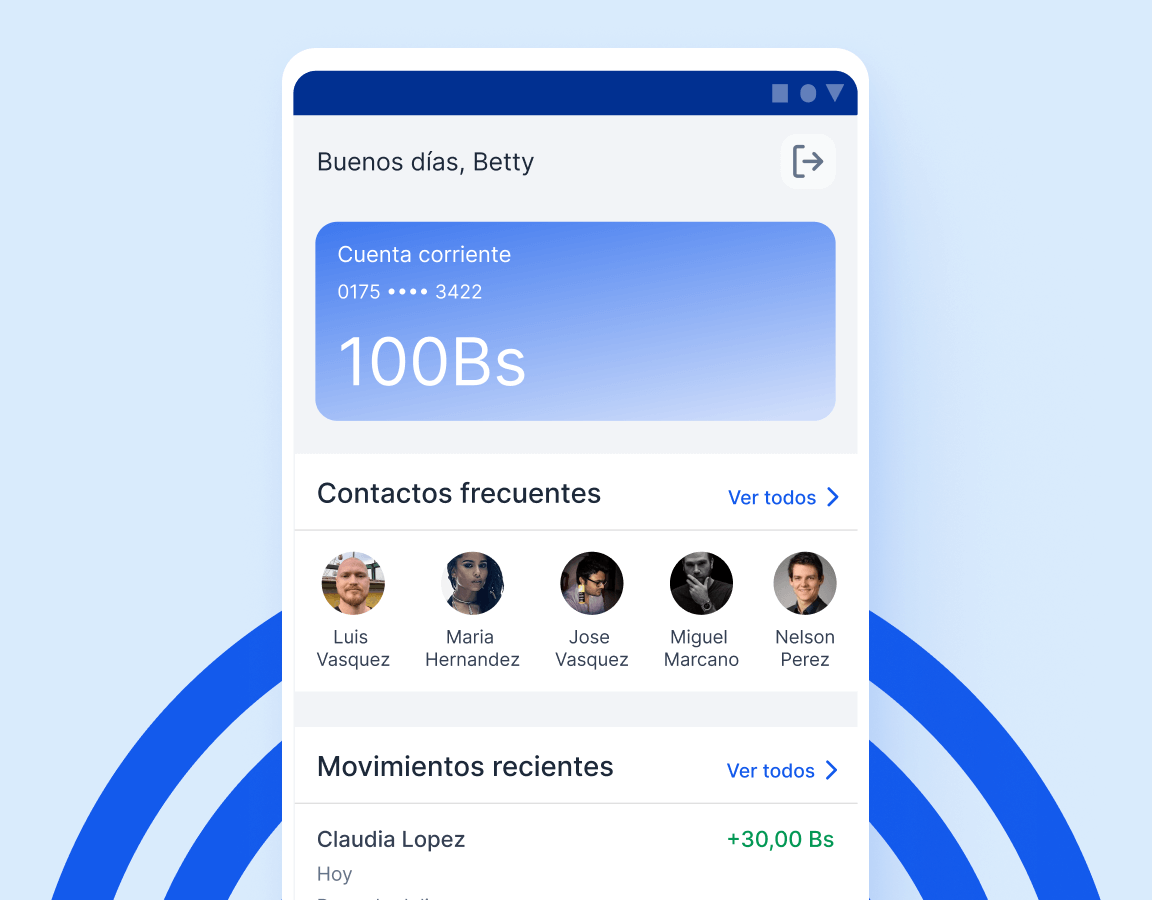 Buenos días, Betty
Cuenta corriente
0175 •••• 3422
100Bs
Contactos frecuentes
Ver todos
Luis
Vasquez
Maria
Hernandez
Jose
Vasquez
Miguel
Marcano
Nelson
Perez
Movimientos recientes
Ver todos
Claudia Lopez
+30,00 Bs
Hoy